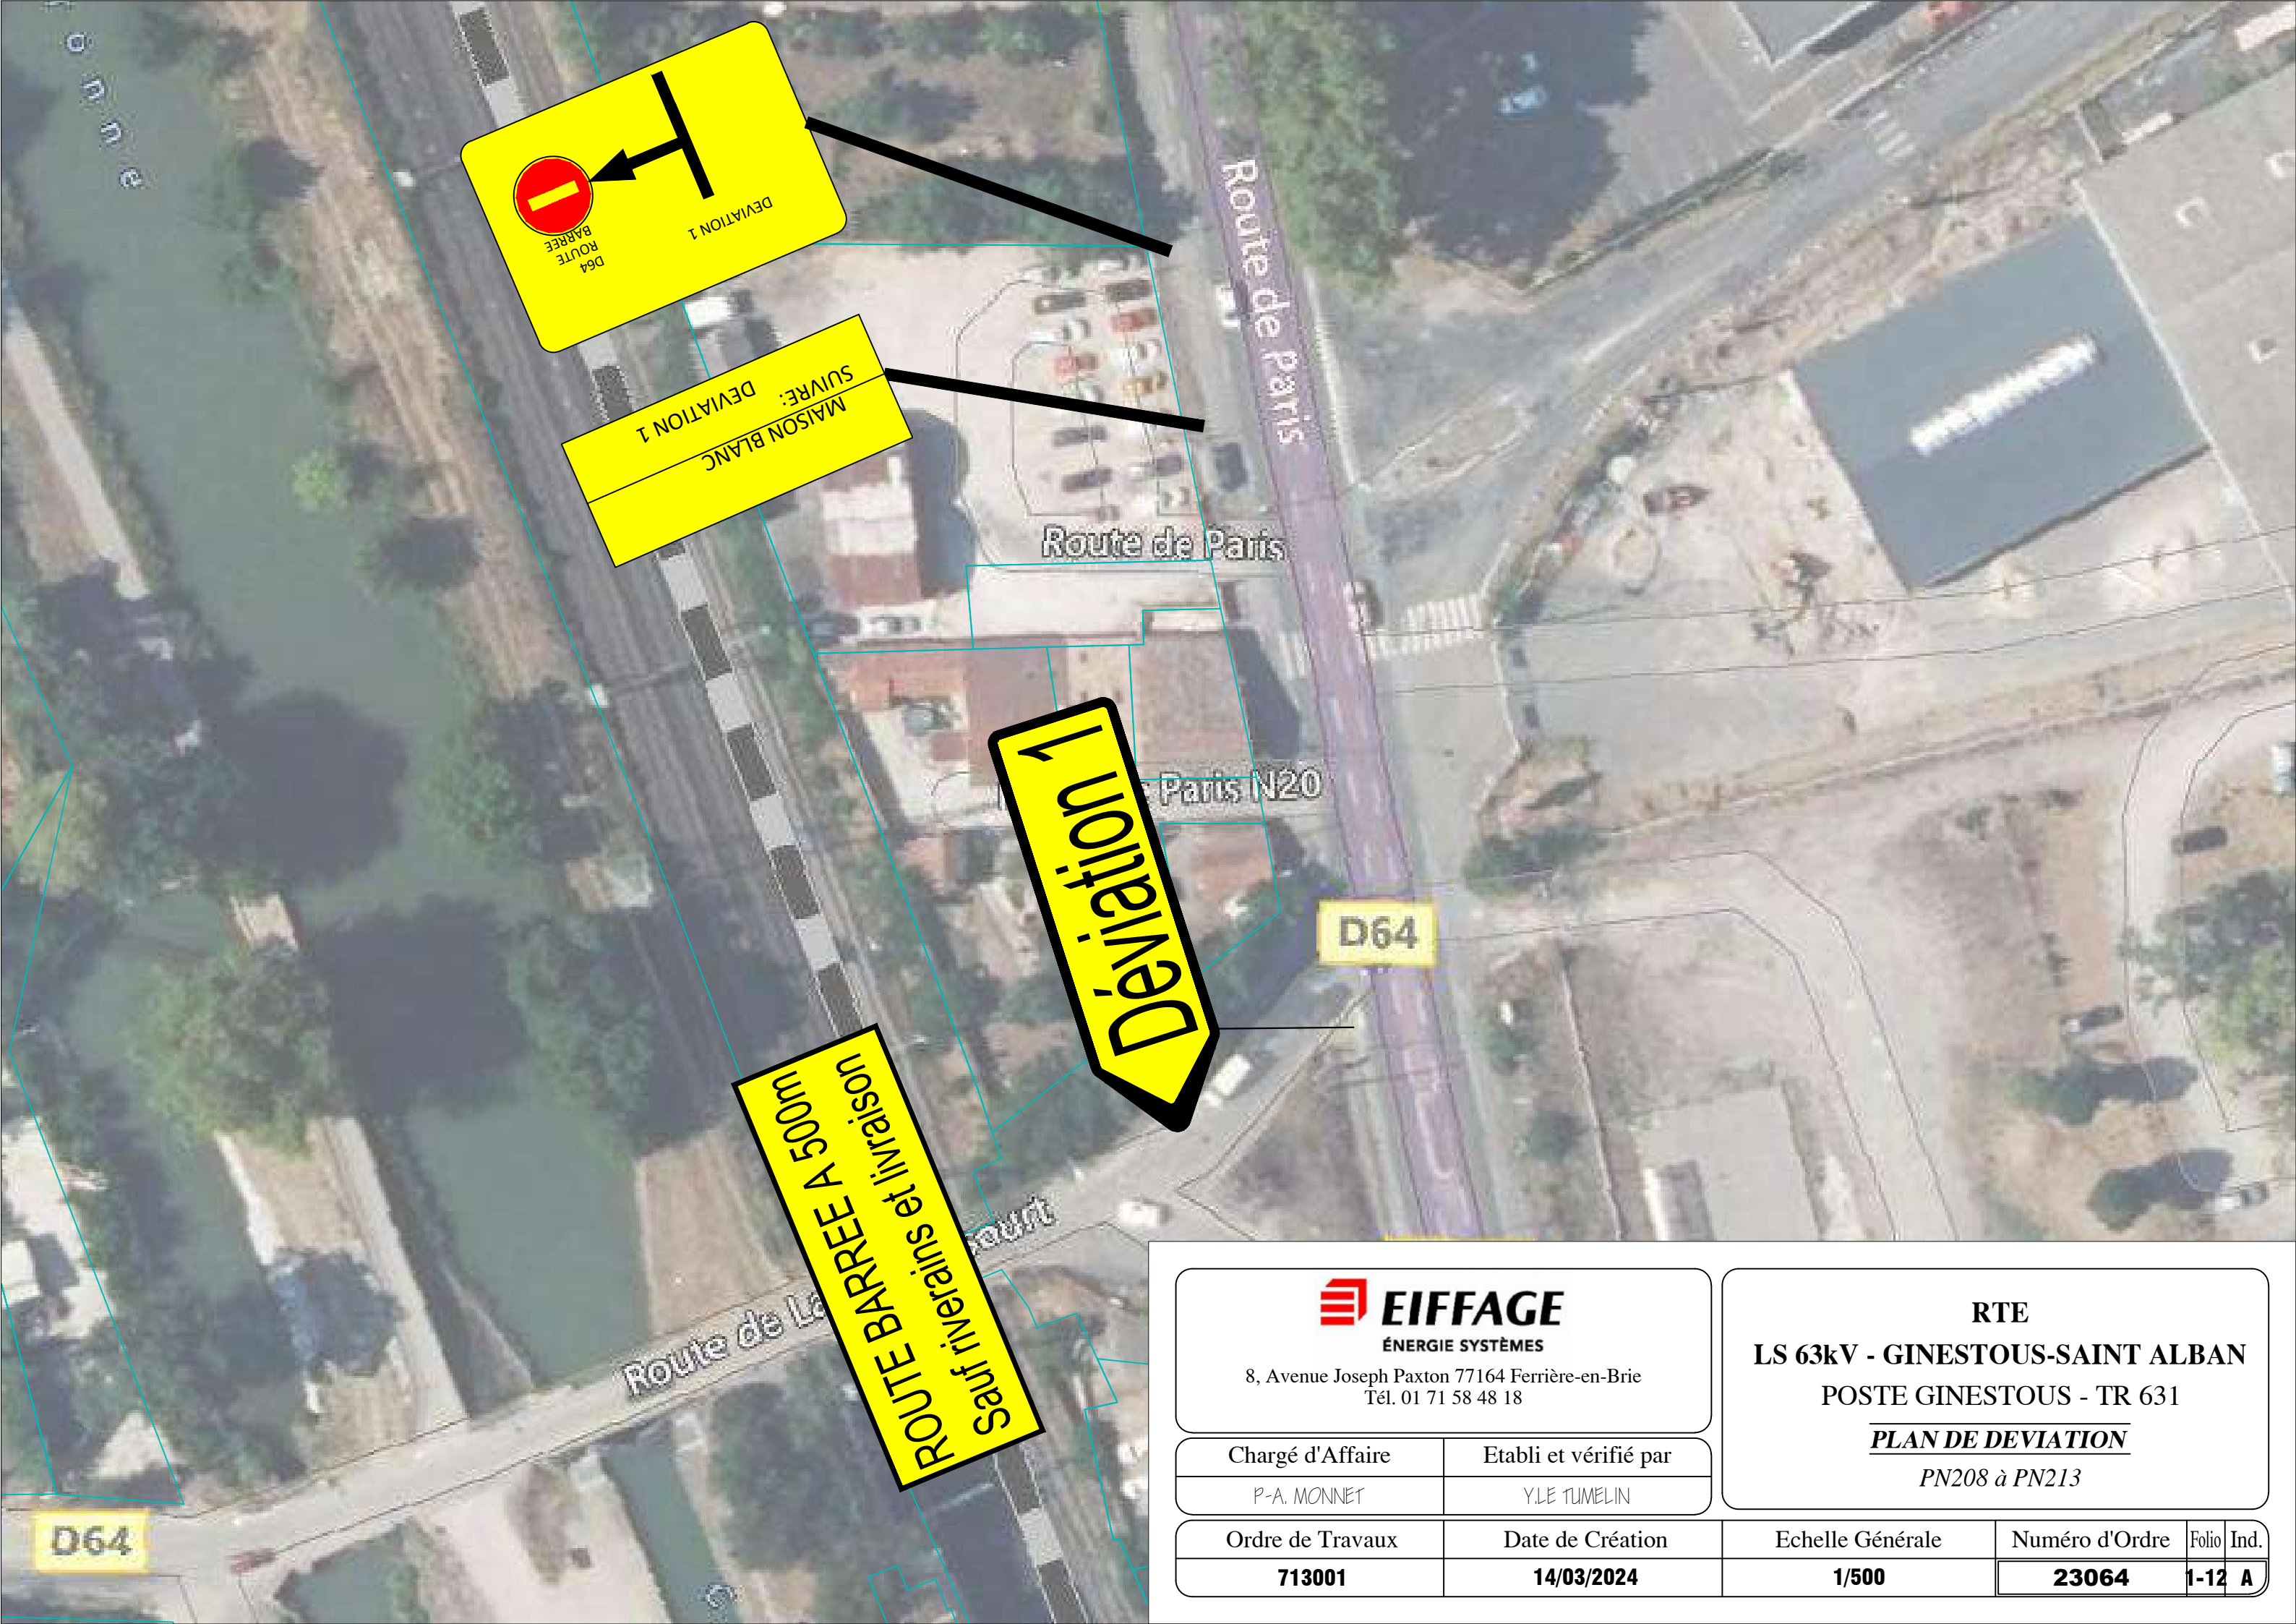 onne
D64
ROUTE
BARREE
DEVIATION 1
SUIVRE:
DEVIATION 1
MAISON BLANC
Route de Paris
Route de Paris
Paris N20
Déviation 1
D64
ROUTE BARREE A 500m
Sauf riverains et livraison
Route de La
court
D64
EIFFAGE
ÉNERGIE SYSTÈMES
8, Avenue Joseph Paxton 77164 Ferrière-en-Brie
Tél. 01 71 58 48 18
RTE
LS 63kV - GINESTOUS-SAINT ALBAN
POSTE GINESTOUS - TR 631
PLAN DE DEVIATION
PN208 à PN213
Chargé d'Affaire
Etabli et vérifié par
P-A. MONNET
Y.LE TUMELIN
Ordre de Travaux
Date de Création
Echelle Générale
Numéro d'Ordre
Folio
Ind.
713001
14/03/2024
1/500
23064
1-12
A